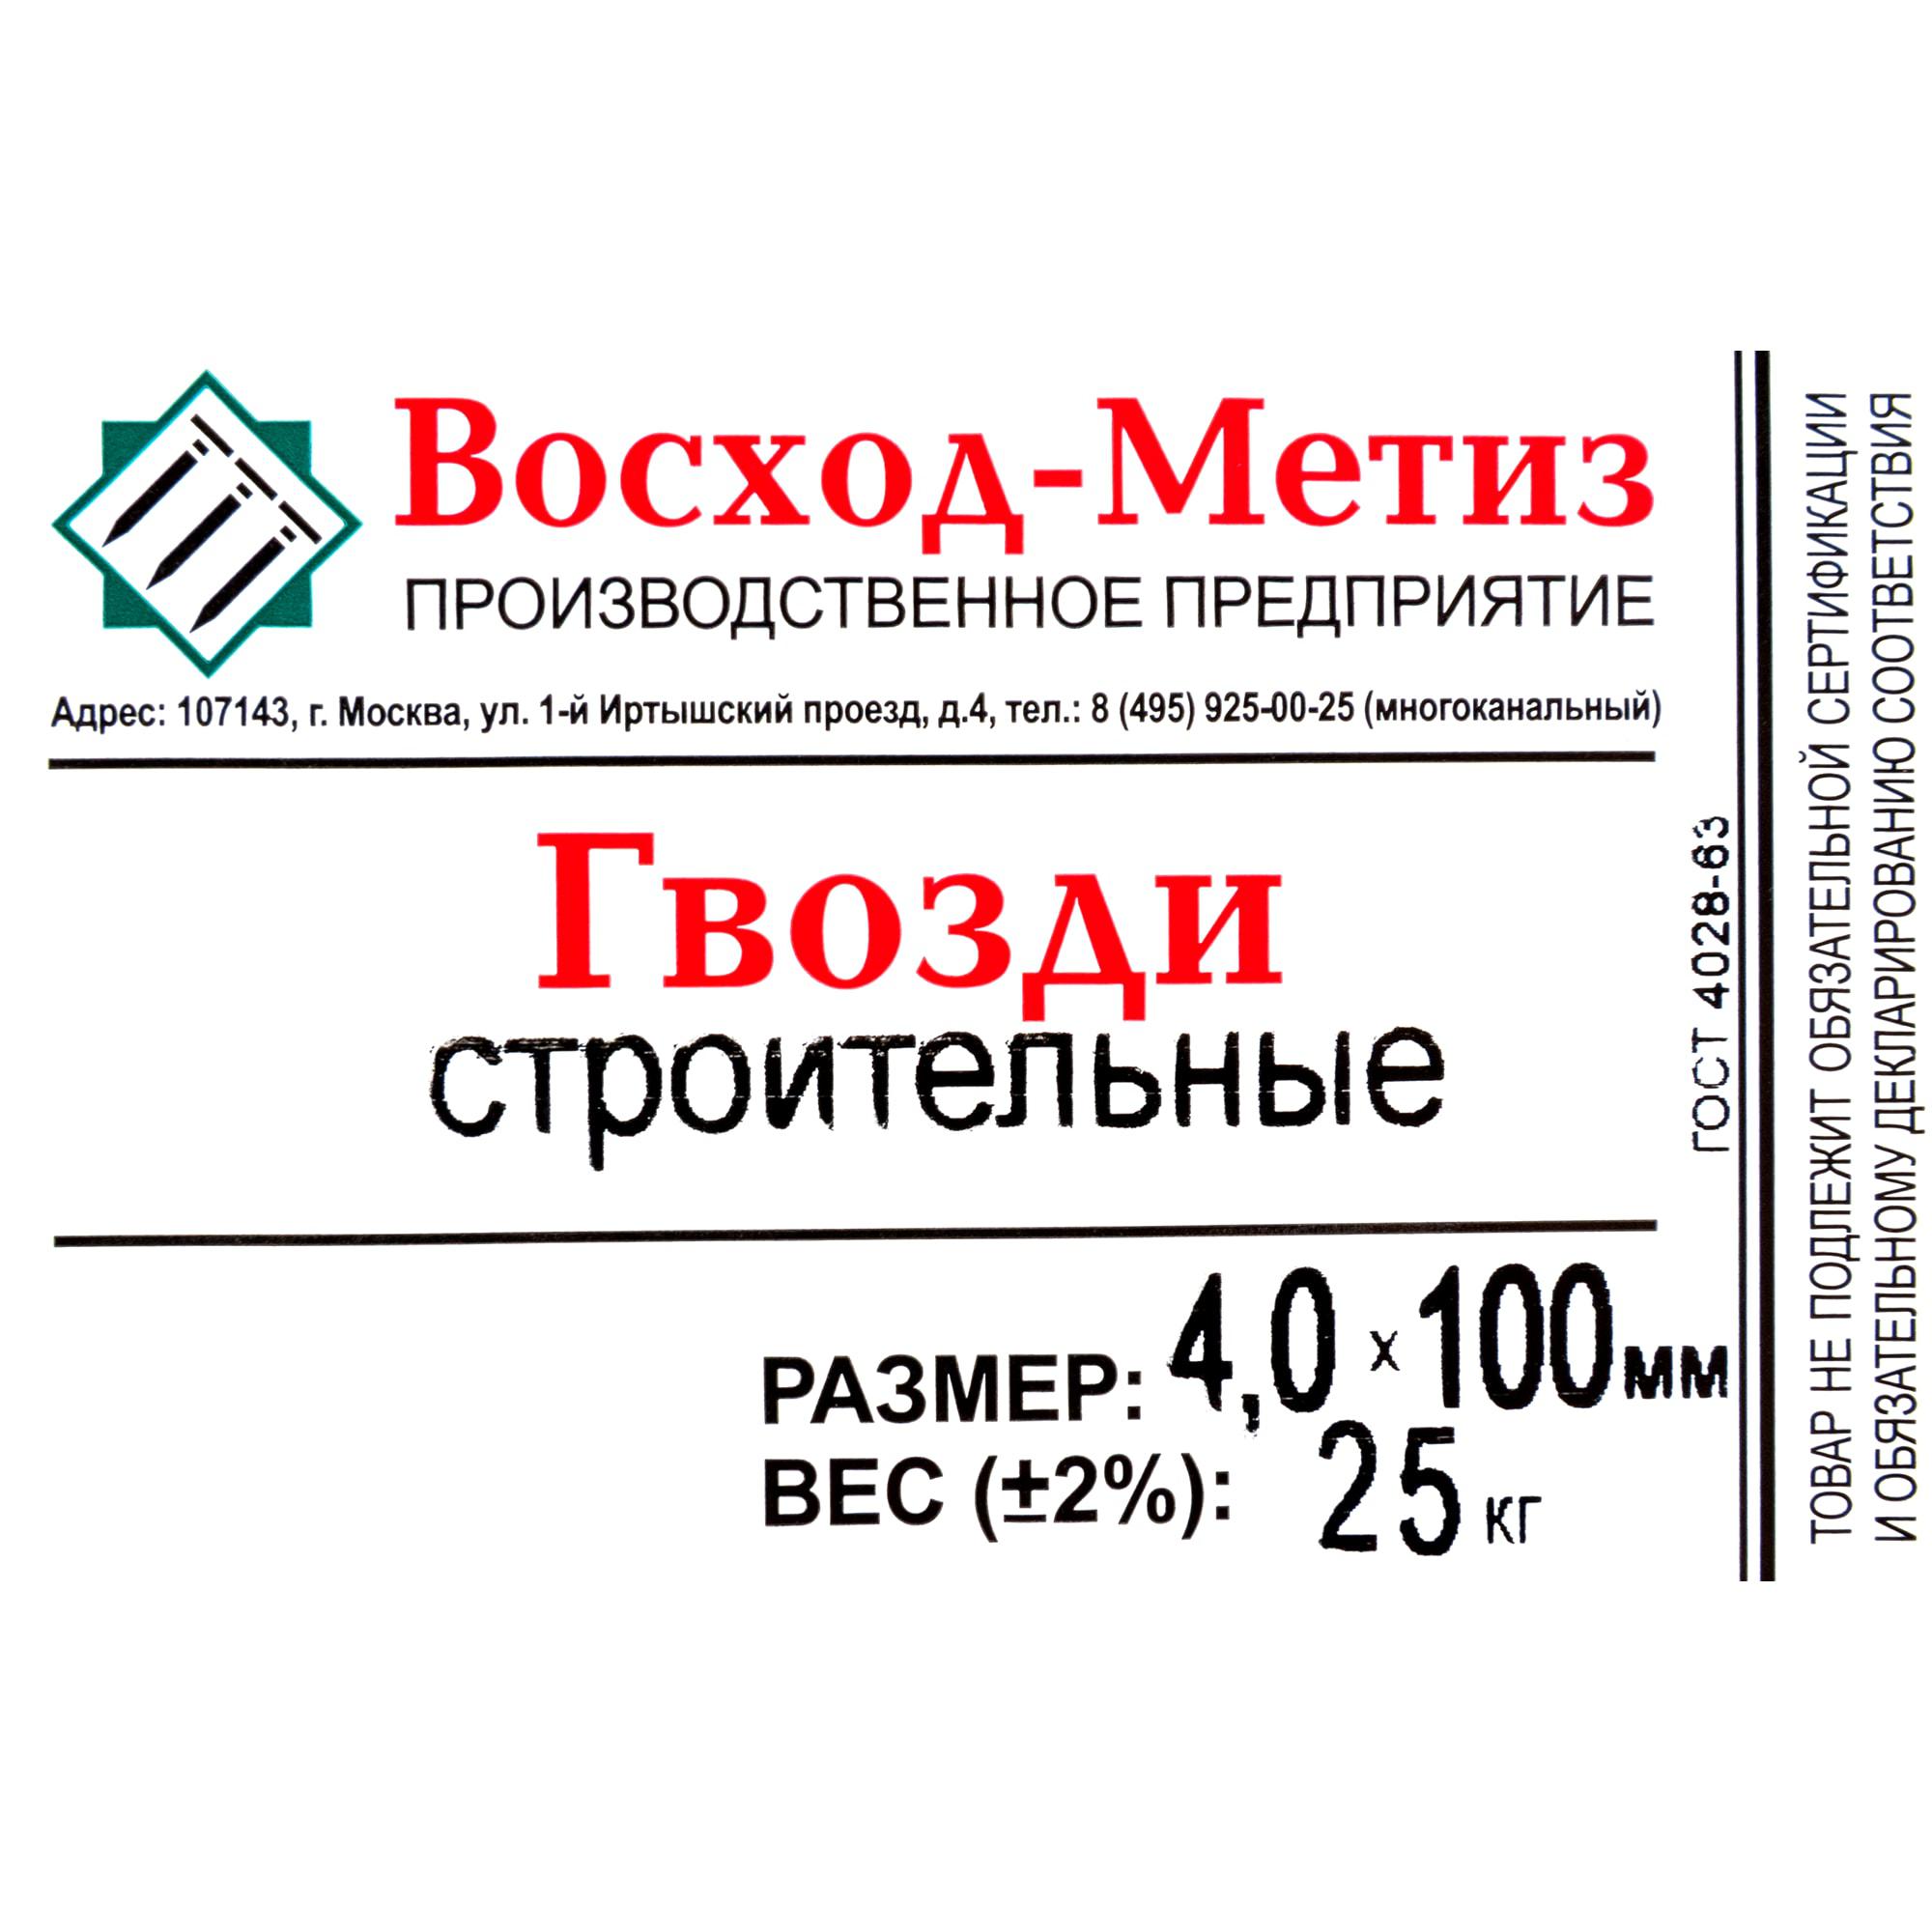 Восход-Метиз
ПРОИЗВОДСТВЕННОЕ ПРЕДПРИЯТИЕ
Адрес: 107143, г. Москва, ул. 1-й Иртышский проезд, д.4, тел.: 8 (495) 925-00-25 (многоканальный)
Гвозди
строительные
РАЗМЕР: 4,0 х 100 мм
ВЕС (±2%): 25 кг
ГОСТ 4028-63
ТОВАР НЕ ПОДЛЕЖИТ ОБЯЗАТЕЛЬНОЙ СЕРТИФИКАЦИИ
И ОБЯЗАТЕЛЬНОМУ ДЕКЛАРИРОВАНИЮ СООТВЕТСТВИЯ